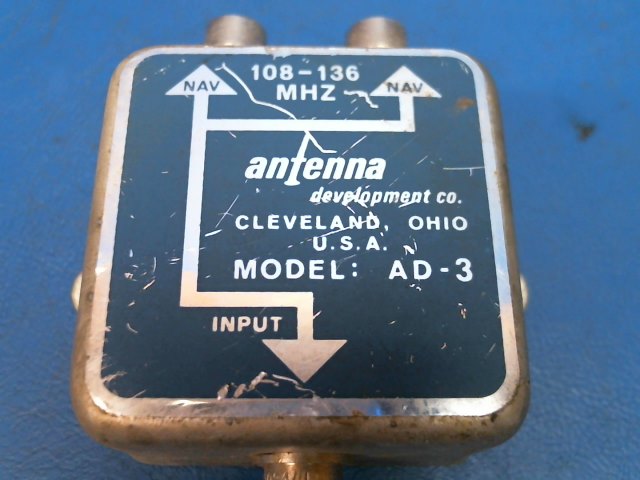 108-136
NAV MHZ NAV
antenna
development co.
CLEVELAND, OHIO
U.S.A.
MODEL: AD-3
INPUT